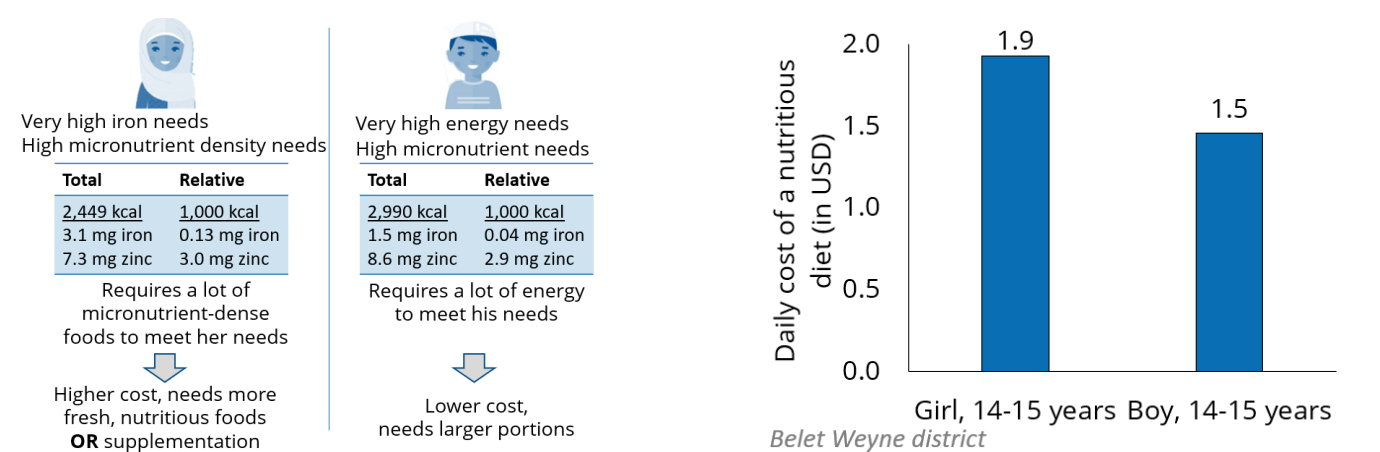 Very high iron needs
High micronutrient density needs
Total Relative
2,449 kcal 1,000 kcal
3.1 mg iron 0.13 mg iron
7.3 mg zinc 3.0 mg zinc
Requires a lot of
micronutrient-dense
foods to meet her needs
Higher cost, needs more
fresh, nutritious foods
OR supplementation
Very high energy needs
High micronutrient needs
Total Relative
2,990 kcal 1,000 kcal
1.5 mg iron 0.04 mg iron
8.6 mg zinc 2.9 mg zinc
Requires a lot of energy
to meet his needs
Lower cost,
needs larger portions
Daily cost of a nutritious
diet (in USD)
2.0
1.5
1.0
0.5
0.0
1.9
1.5
Girl, 14-15 years Boy, 14-15 years
Belet Weyne district